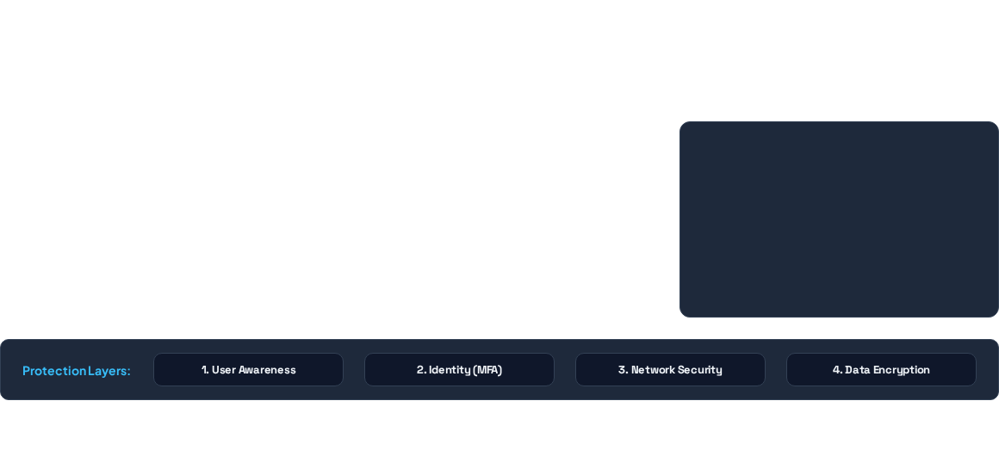 Protection Layers:
1. User Awareness
2. Identity (MFA)
3. Network Security
4. Data Encryption